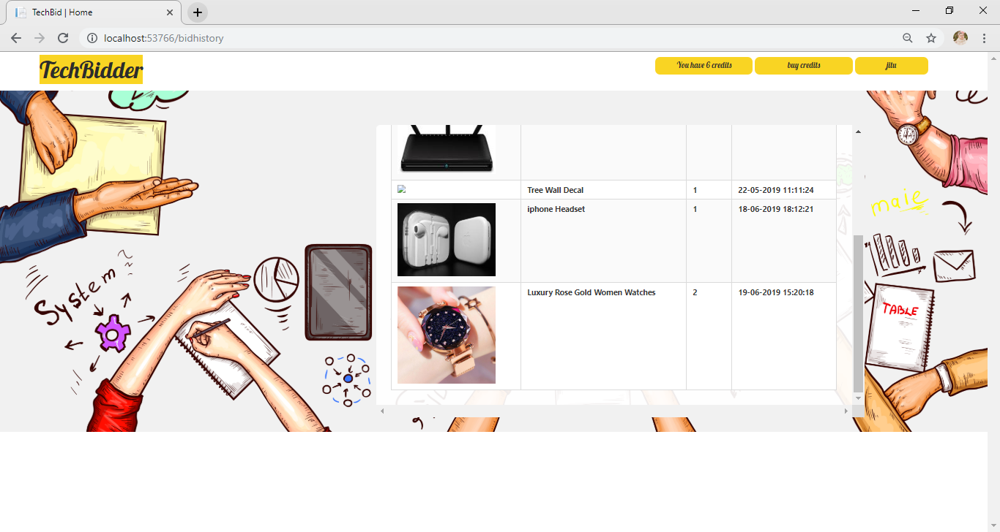 TechBid | Home
localhost:53766/bidhistory
TechBidder
You have 6 credits
buy credits
jitu
Tree Wall Decal 1 22-05-2019 11:11:24
iphone Headset 1 18-06-2019 18:12:21
Luxury Rose Gold Women Watches 2 19-06-2019 15:20:18
System
maie
TABLE